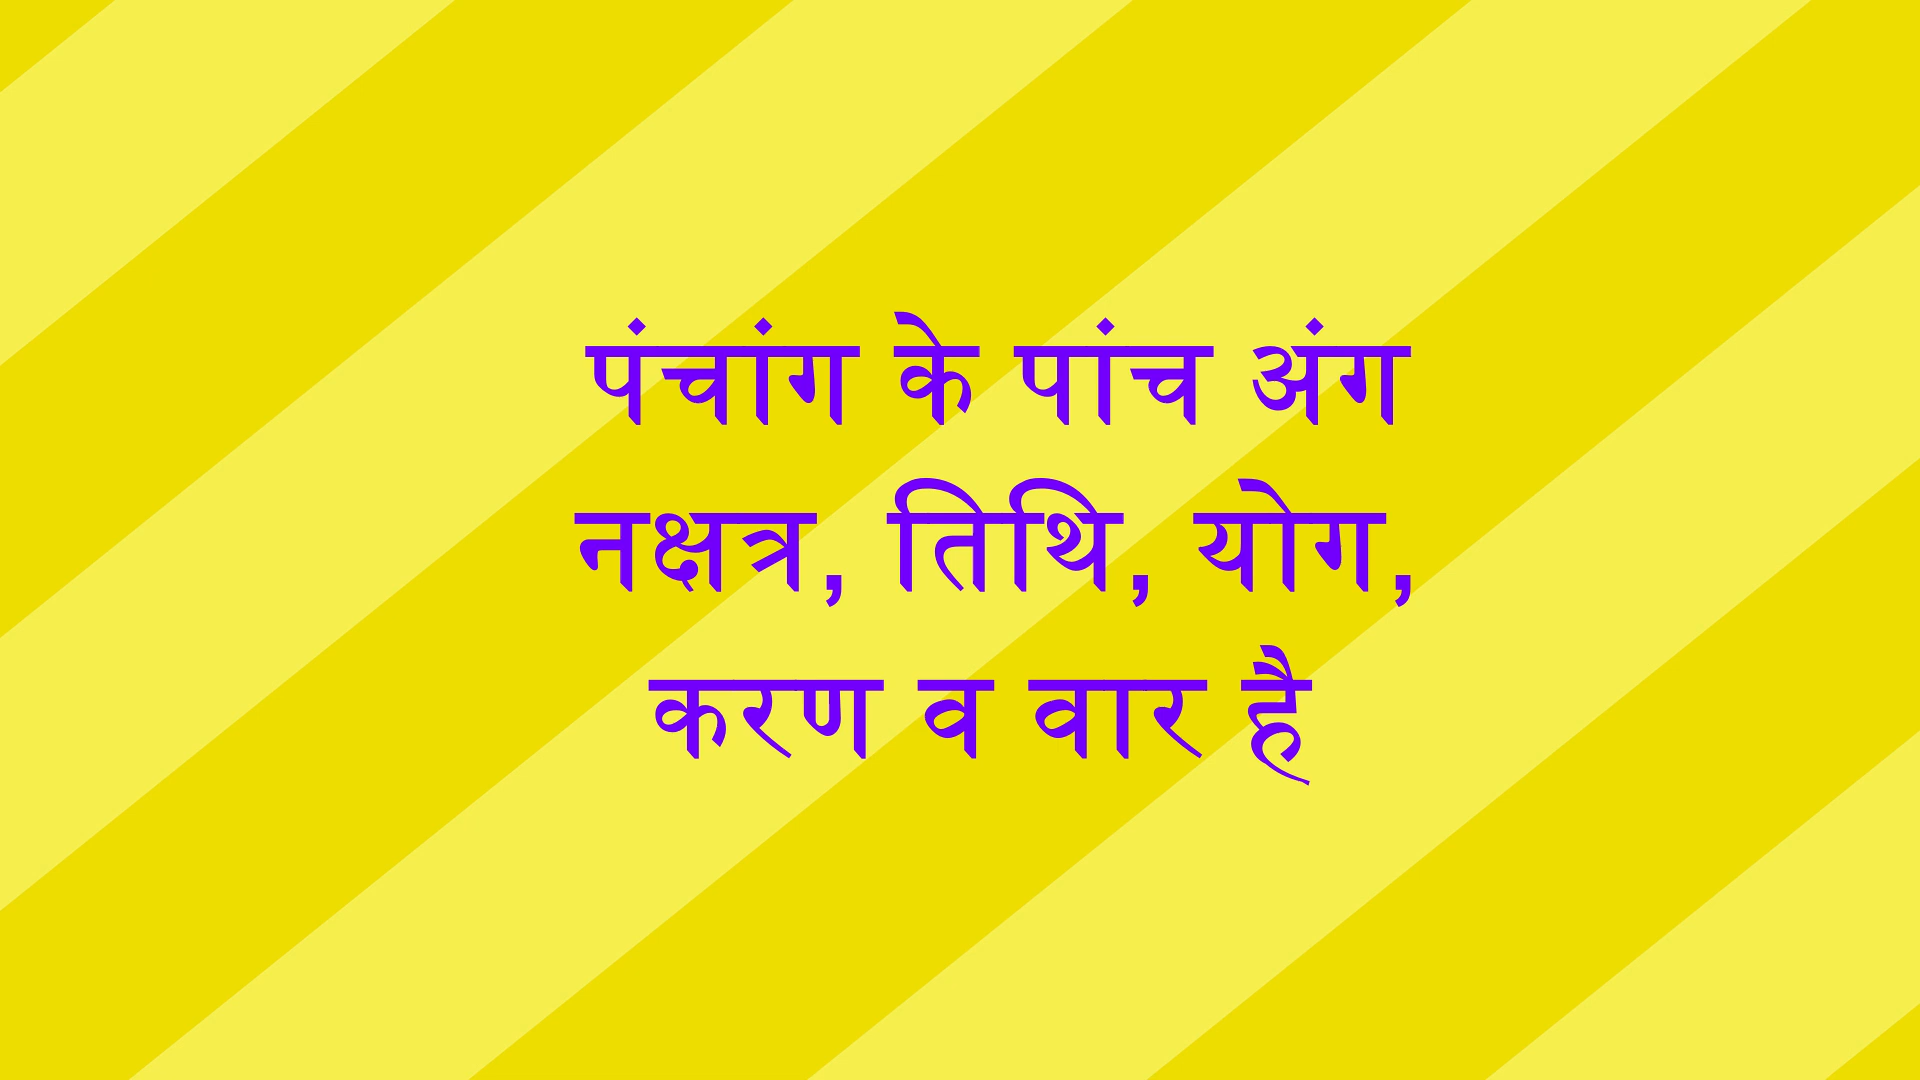 पंचांग के पांच अंग
नक्षत्र, तिथि, योग,
करण व वार है